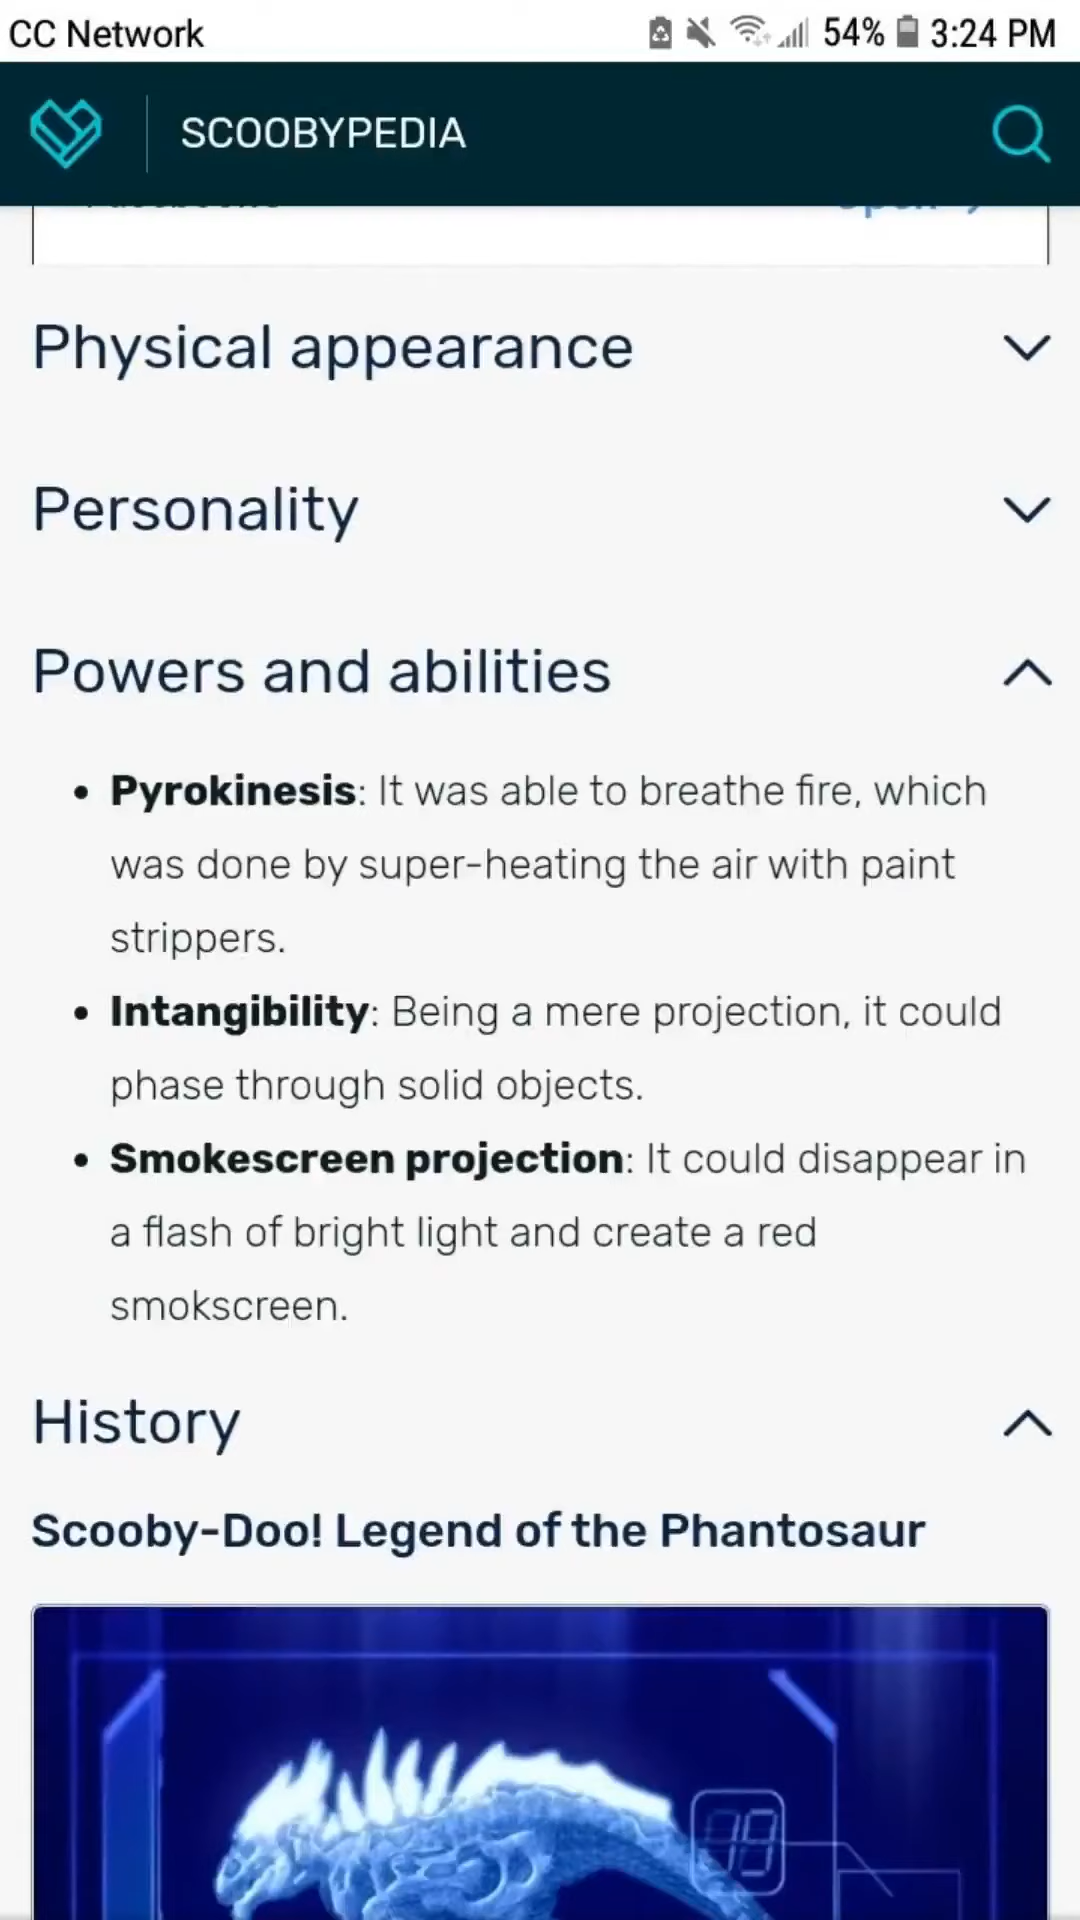 CC Network 54% 3:24 PM
SCOOBYPEDIA
Physical appearance
Personality
Powers and abilities
Pyrokinesis: It was able to breathe fire, which
was done by super-heating the air with paint
strippers.
Intangibility: Being a mere projection, it could
phase through solid objects.
Smokescreen projection: It could disappear in
a flash of bright light and create a red
smokscreen.
History
Scooby-Doo! Legend of the Phantosaur
19